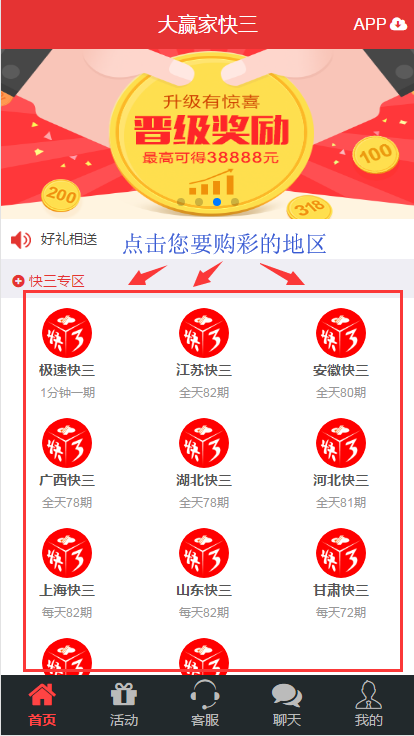 大赢家快三 APP
升级有惊喜
晋级奖励
最高可得38888元
200
100
318
好礼相送
点击您要购彩的地区
快三专区
快3 快3 快3
极速快三 江苏快三 安徽快三
1分钟一期 全天82期 全天80期
快3 快3 快3
广西快三 湖北快三 河北快三
全天78期 全天78期 全天81期
快3 快3 快3
上海快三 山东快三 甘肃快三
每天82期 每天82期 每天72期
快3 快3
首页 活动 客服 聊天 我的